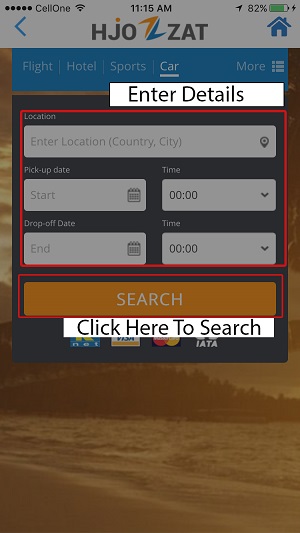 CellOne 11:15 AM 82%
HJOZZAT
Flight Hotel Sports Car More
Enter Details
Location
Enter Location (Country, City)
Pick-up date Time
Start 00:00
Drop-off Date Time
End 00:00
SEARCH
Click Here To Search
net VISA MasterCard IATA